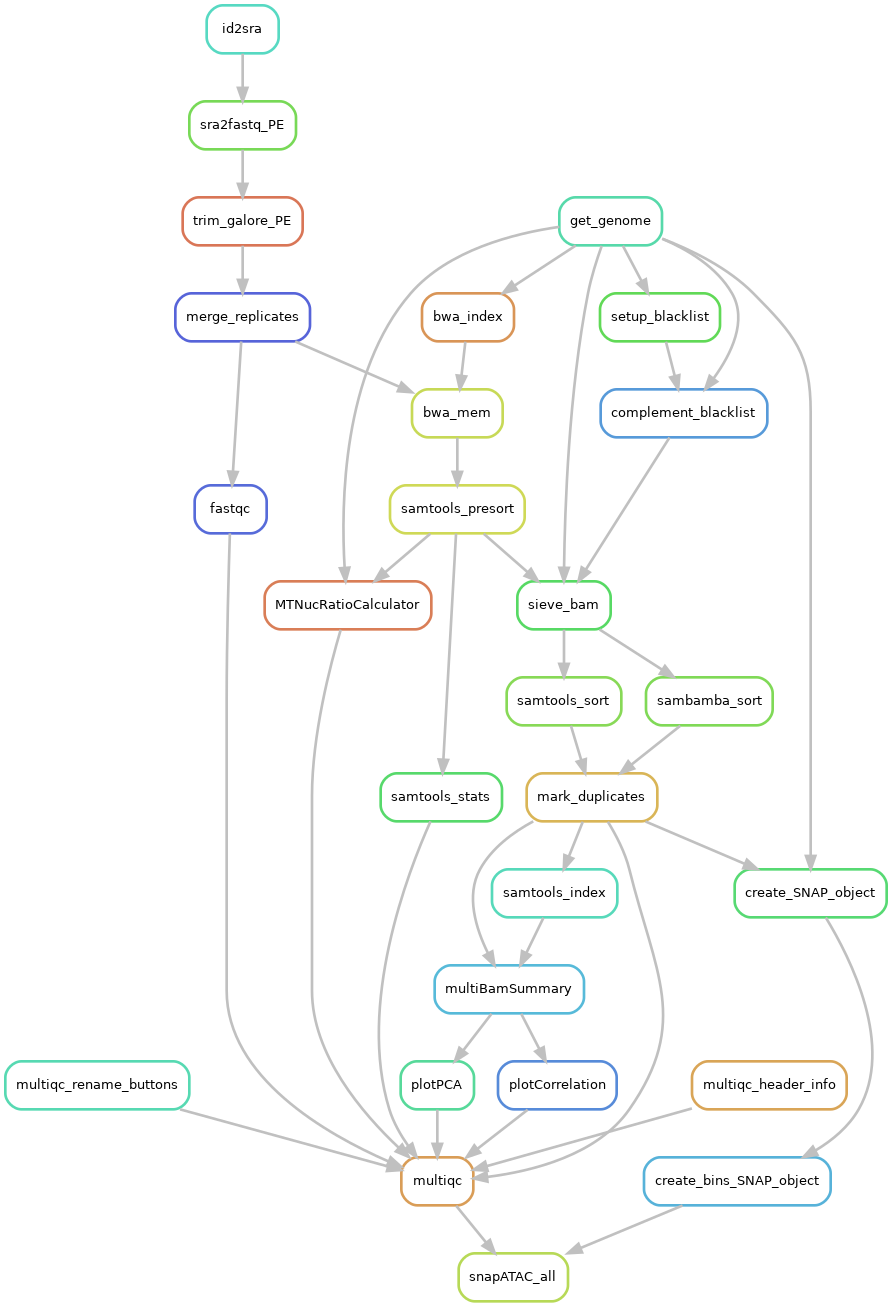 id2sra
sra2fastq_PE
trim_galore_PE
get_genome
merge_replicates
bwa_index
setup_blacklist
bwa_mem
complement_blacklist
fastqc
samtools_presort
MTNucRatioCalculator
sieve_bam
samtools_sort
sambamba_sort
samtools_stats
mark_duplicates
samtools_index
create_SNAP_object
multiBamSummary
multiqc_rename_buttons
plotPCA
plotCorrelation
multiqc_header_info
multiqc
create_bins_SNAP_object
snapATAC_all